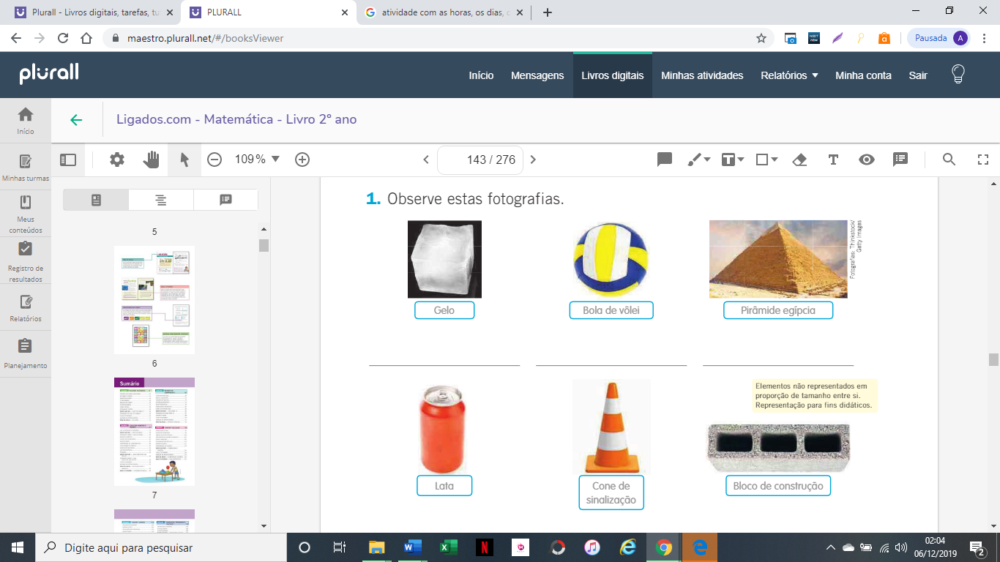 Plurall - Livros digitais, tarefas, tu
PLURALL
atividade com as horas, os dias, o
maestro.plurall.net/#/booksViewer
Pausada
A
plurall
Início
Mensagens
Livros digitais
Minhas atividades
Relatórios
Minha conta
Sair
Início
Minhas turmas
Meus
conteúdos
Registro de
resultados
Relatórios
Planejamento
Ligados.com - Matemática - Livro 2º ano
109%
143 / 276
5
6
Sumário
7
1. Observe estas fotografias.
Fotografias: Thinkstock/
Getty Images
Gelo
Bola de vôlei
Pirâmide egípcia
Elementos não representados em
proporção de tamanho entre si.
Representação para fins didáticos.
Lata
Cone de
sinalização
Bloco de construção
Digite aqui para pesquisar
02:04
06/12/2019
2